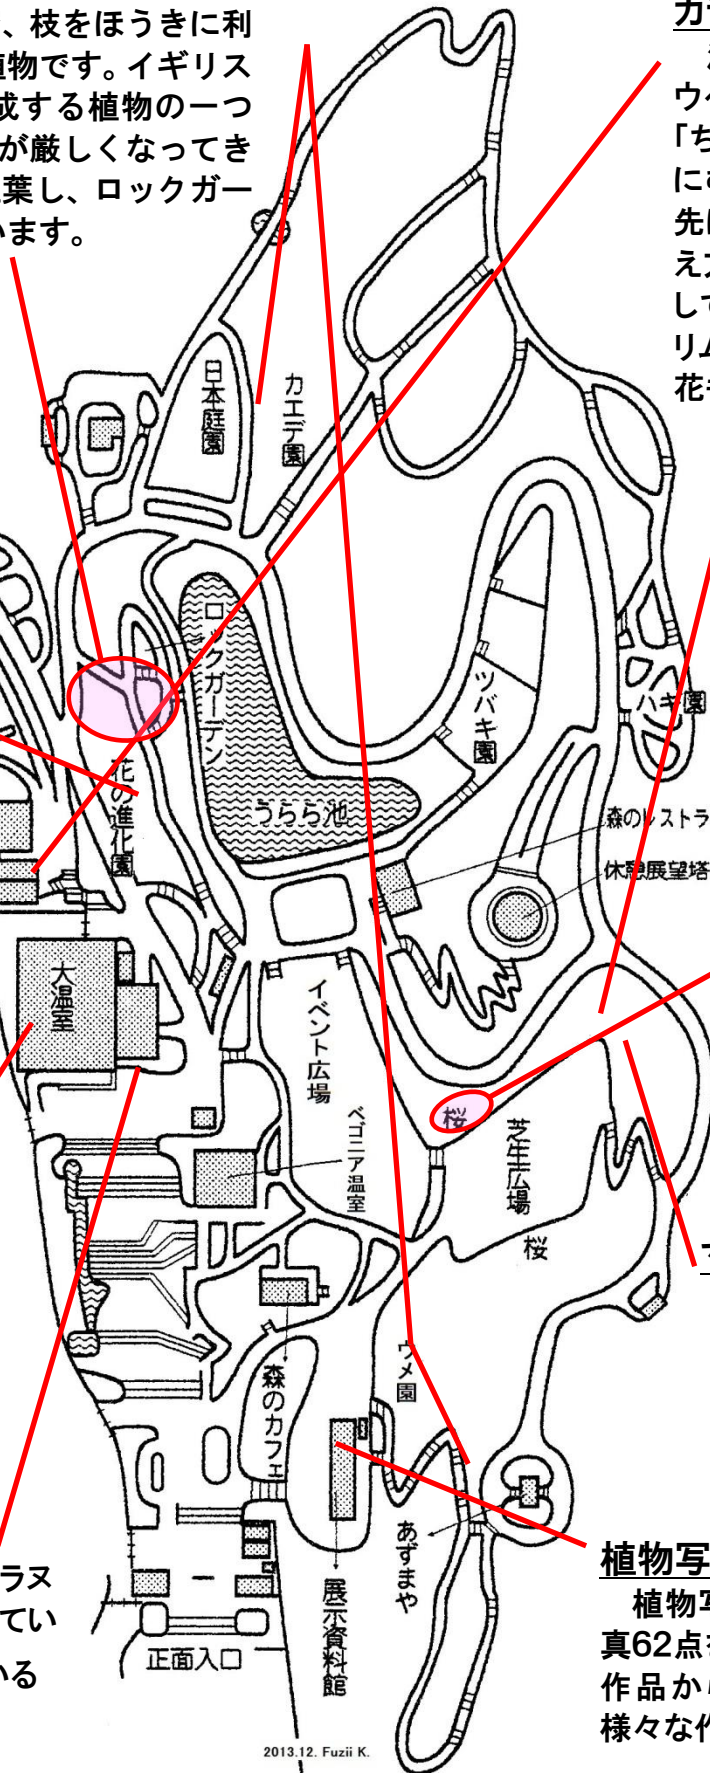 、枝をほうきに利
植物です。イギリス
成する植物の一つ
が厳しくなってき
葉し、ロックガー
います。
ウ
「ち
にむ
先に
え
して
リム
花
日本庭園
カエデ園
ロックガーデン
ツバキ園
ハギ園
花の進化園
うらら池
森のレストラ
休憩展望塔
大温室
イベント広場
桜
芝生広場
ベゴニア温室
桜
ウメ園
森のカフェ
あずまや
展示資料館
正面入口
ラヌ
てい
いる
植物写
植物写
真62点
作品か
様々な作
2013.12. Fuzii K.